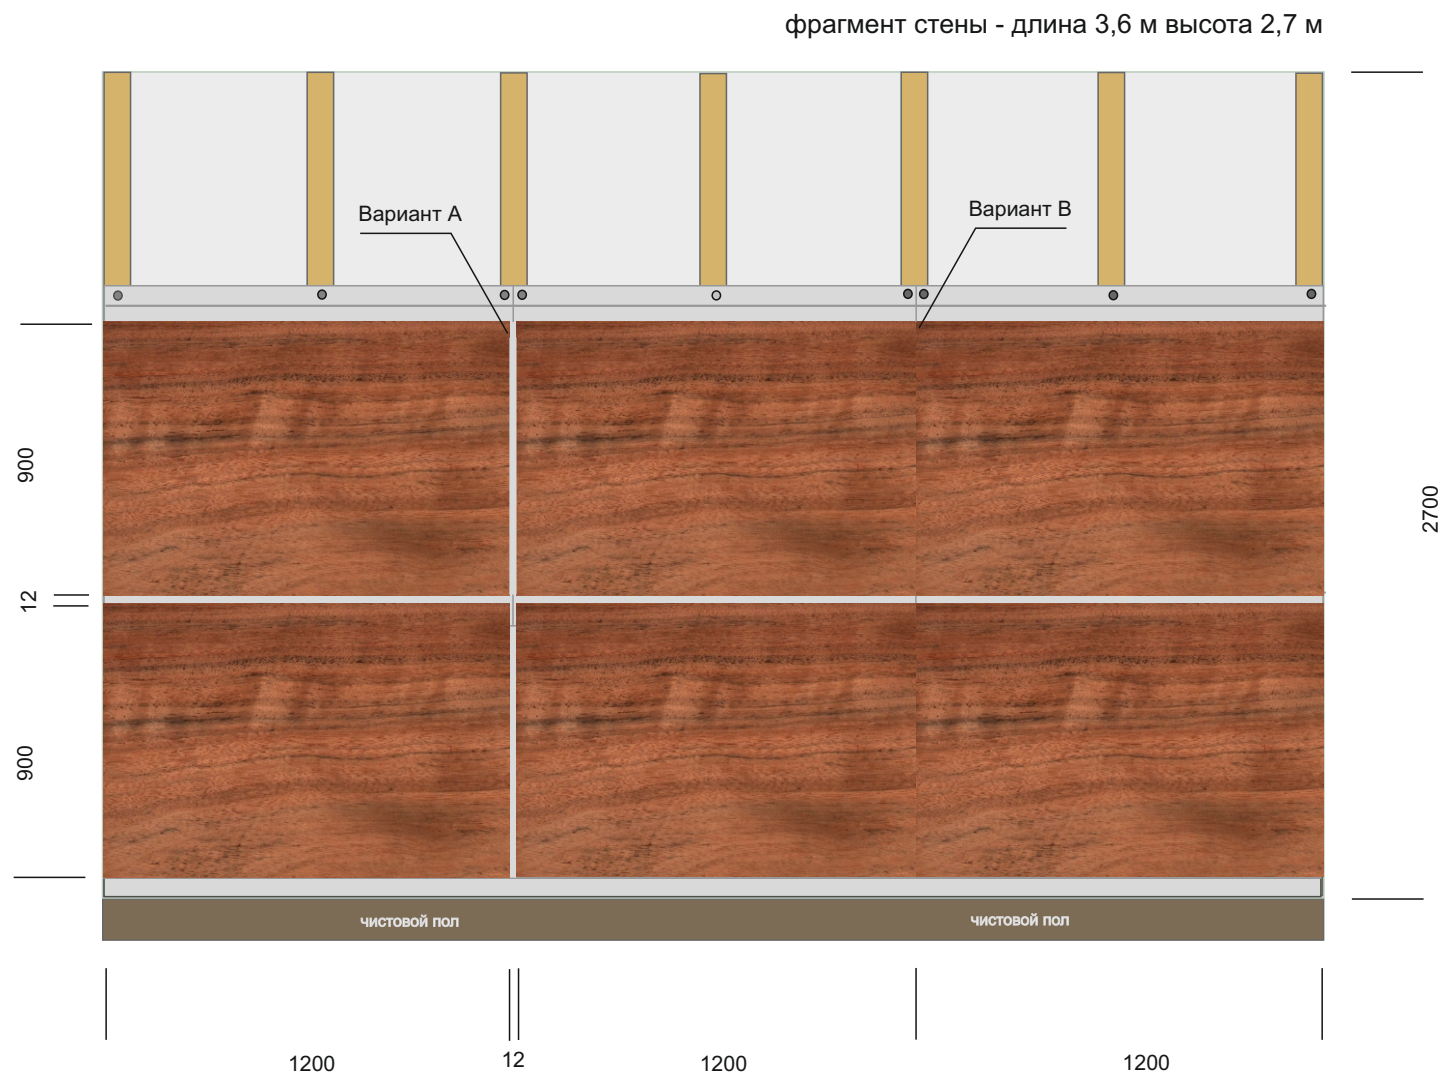 фрагмент стены - длина 3,6 м высота 2,7 м
Вариант А
Вариант В
900
2700
12
900
чистовой пол
чистовой пол
1200
12
1200
1200